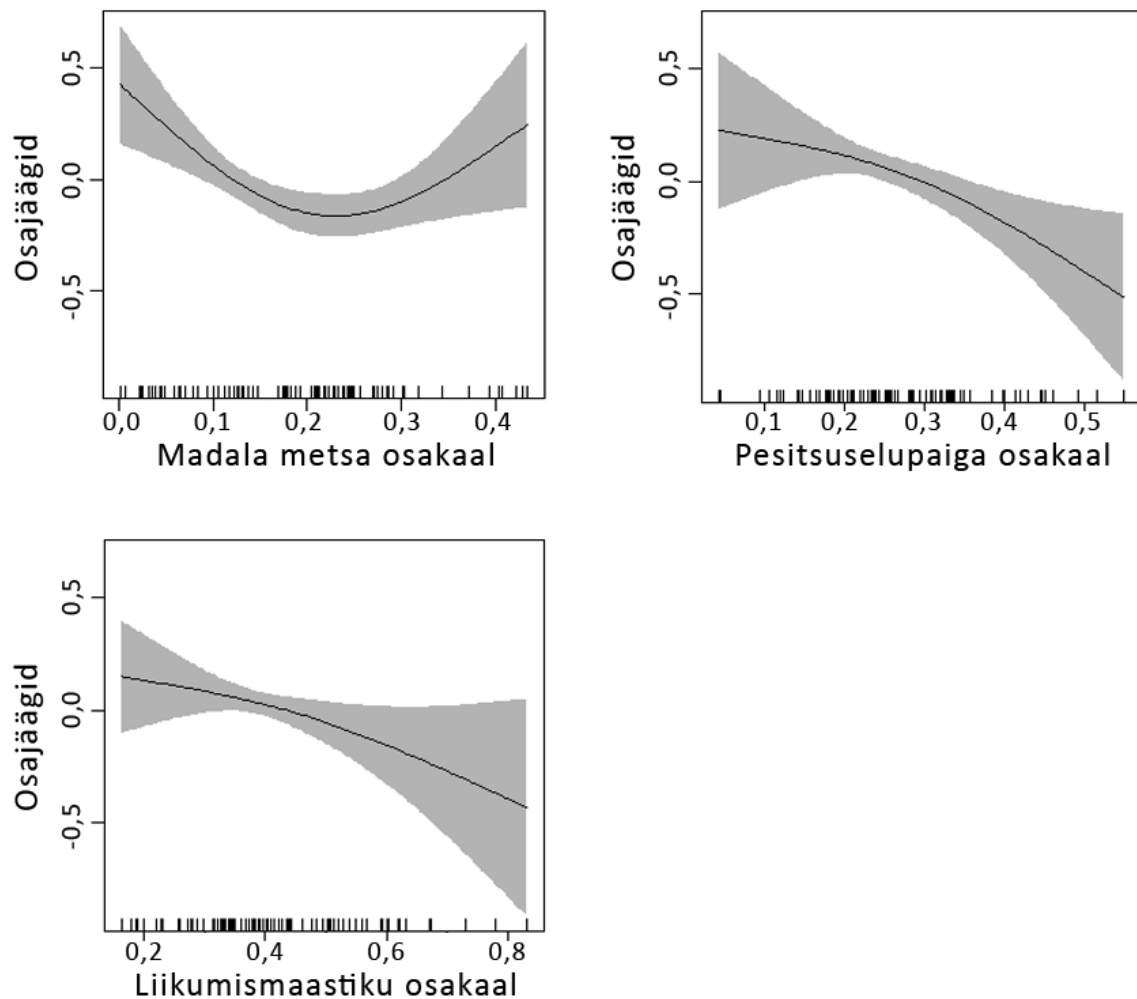 Osajäägid
0,5
0,0
-0,5
0,0 0,1 0,2 0,3 0,4
Madala metsa osakaal
Osajäägid
0,5
0,0
-0,5
0,1 0,2 0,3 0,4 0,5
Pesitsuselupaiga osakaal
Osajäägid
0,5
0,0
-0,5
0,2 0,4 0,6 0,8
Liikumismaastiku osakaal